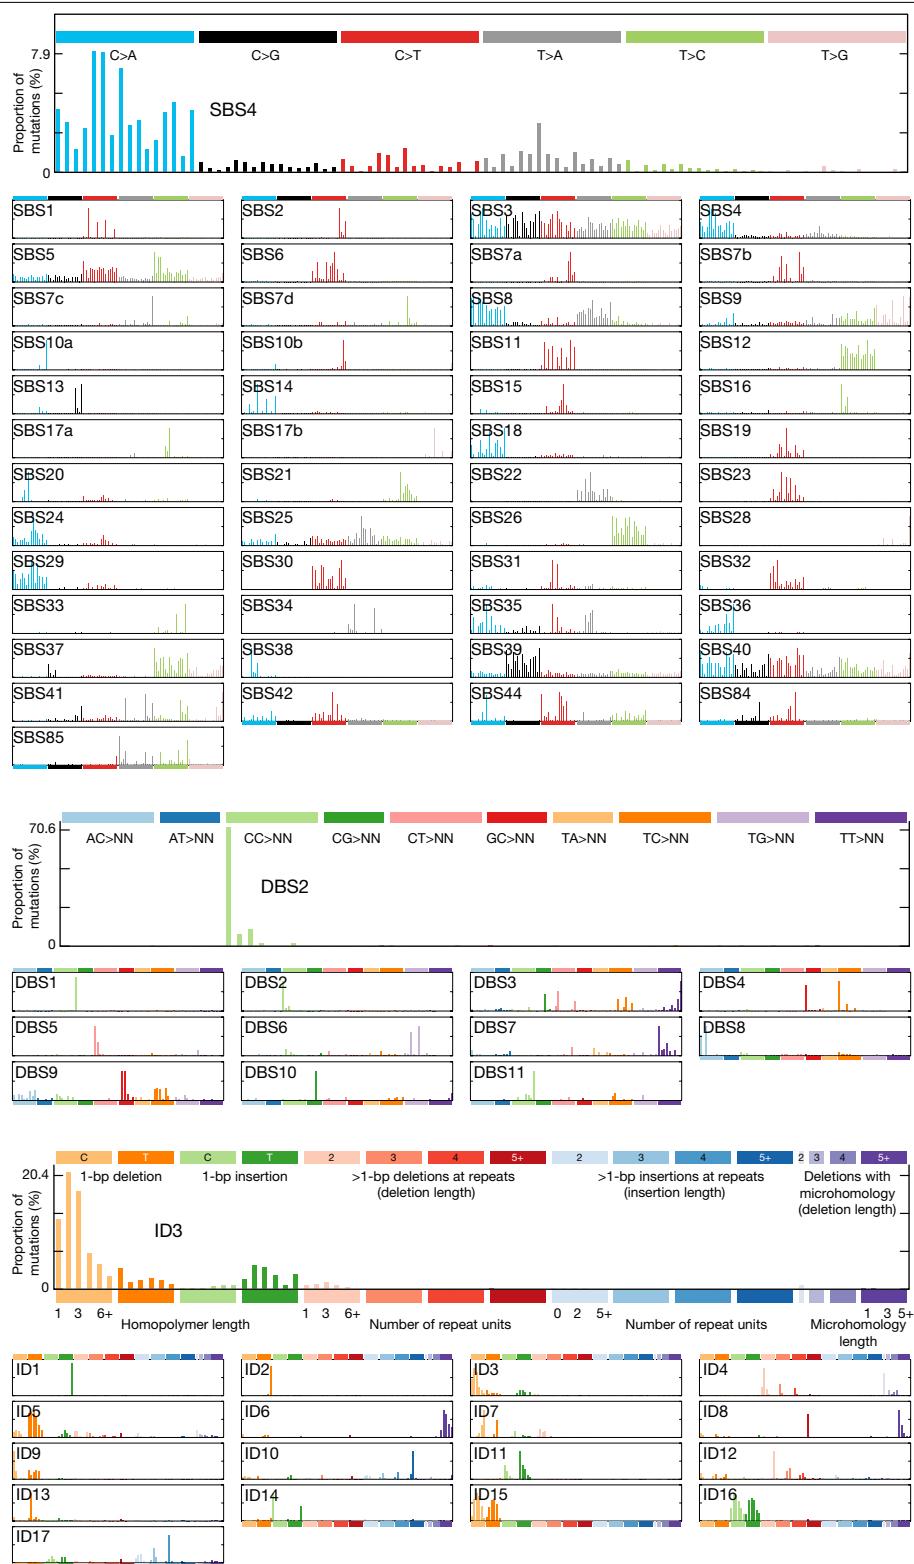 7.9
0
Proportion of
mutations (%)
C>A C>G C>T T>A T>C T>G
SBS4
SBS1 SBS2 SBS3 SBS4
SBS5 SBS6 SBS7a SBS7b
SBS7c SBS7d SBS8 SBS9
SBS10a SBS10b SBS11 SBS12
SBS13 SBS14 SBS15 SBS16
SBS17a SBS17b SBS18 SBS19
SBS20 SBS21 SBS22 SBS23
SBS24 SBS25 SBS26 SBS28
SBS29 SBS30 SBS31 SBS32
SBS33 SBS34 SBS35 SBS36
SBS37 SBS38 SBS39 SBS40
SBS41 SBS42 SBS44 SBS84
SBS85
70.6
0
Proportion of
mutations (%)
AC>NN AT>NN CC>NN CG>NN CT>NN GC>NN TA>NN TC>NN TG>NN TT>NN
DBS2
DBS1 DBS2 DBS3 DBS4
DBS5 DBS6 DBS7 DBS8
DBS9 DBS10 DBS11
C T C T 2 3 4 5+ 2 3 4 5+ 2 3 4 5+
20.4
0
Proportion of
mutations (%)
1-bp deletion 1-bp insertion >1-bp deletions at repeats
(deletion length)
>1-bp insertions at repeats
(insertion length)
Deletions with
microhomology
(deletion length)
ID3
1 3 6+ 1 3 6+ 0 2 5+ 1 3 5+
Homopolymer length Number of repeat units Number of repeat units Microhomology
length
ID1 ID2 ID3 ID4
ID5 ID6 ID7 ID8
ID9 ID10 ID11 ID12
ID13 ID14 ID15 ID16
ID17